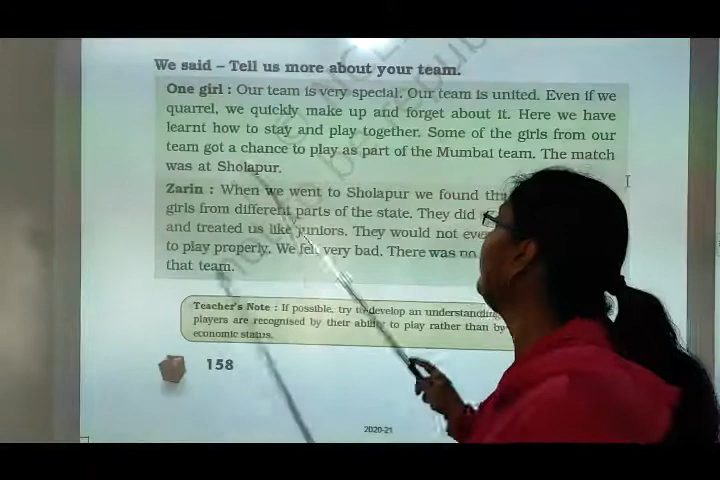 We said – Tell us more about your team.
One girl : Our team is very special. Our team is united. Even if we
quarrel, we quickly make up and forget about it. Here we have
learnt how to stay and play together. Some of the girls from our
team got a chance to play as part of the Mumbai team. The match
was at Sholapur.
Zarin : When we went to Sholapur we found
girls from different parts of the state. They did
and treated us like juniors. They would not
to play properly. We felt very bad. There was no
that team.
Teacher's Note : If possible, try to develop an understanding
players are recognised by their ability to play rather than by
economic status.
158
2020-21